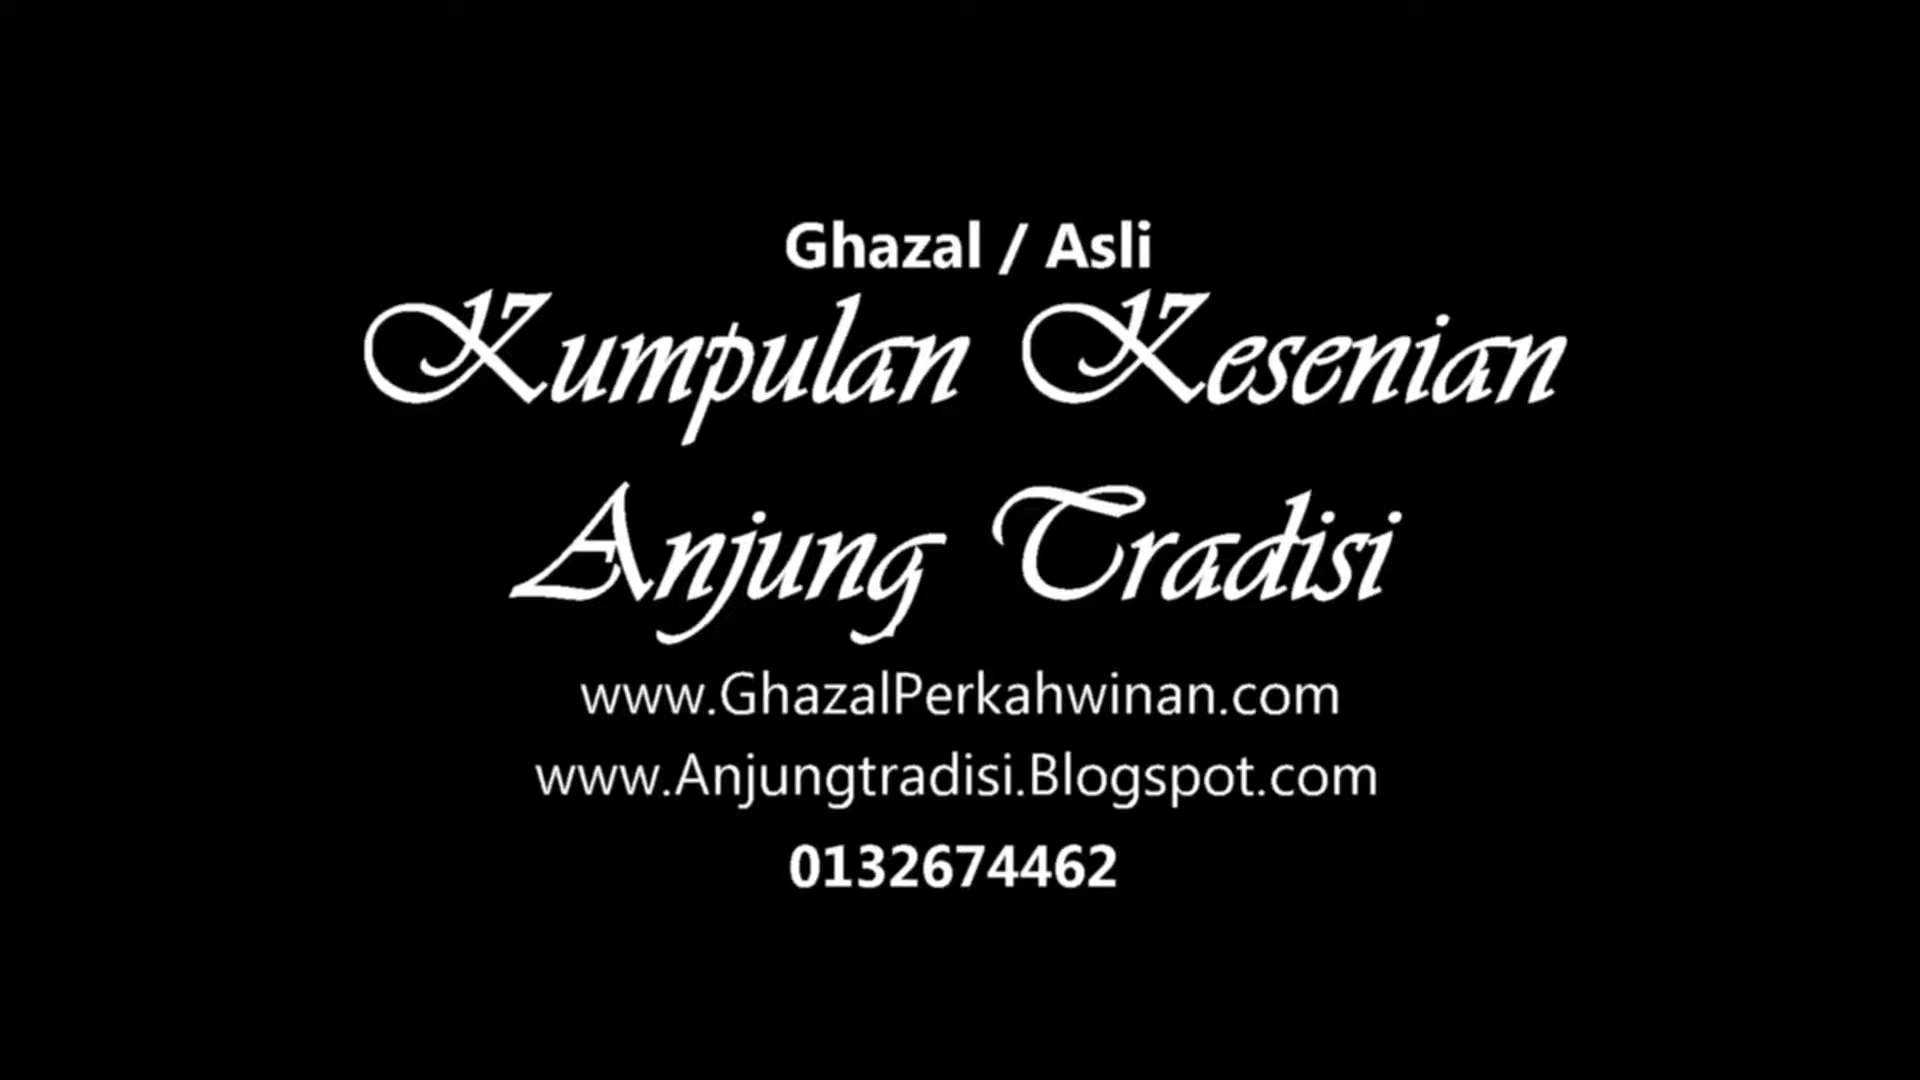 Ghazal / Asli
Kumpulan Kesenian
Anjung Tradisi
www.GhazalPerkahwinan.com
www.Anjungtradisi.Blogspot.com
0132674462